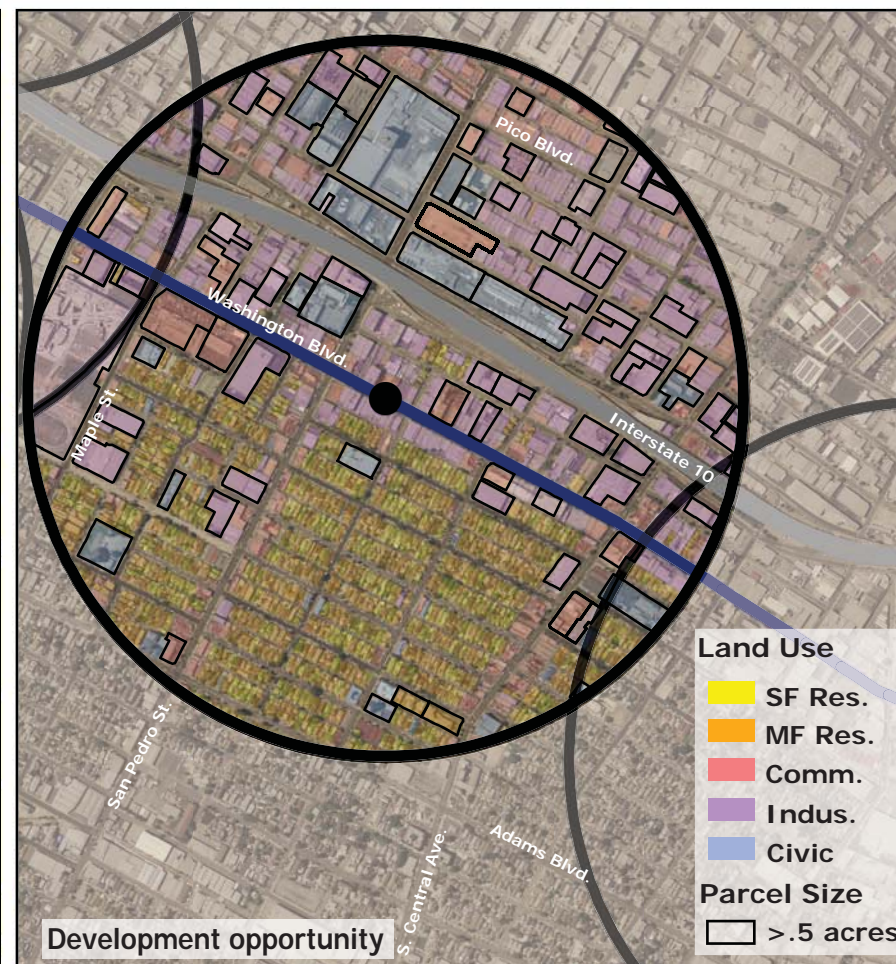 Pico Blvd.
Washington Blvd.
Maple St.
Interstate 10
San Pedro St.
S. Central Ave.
Adams Blvd.
Land Use
SF Res.
MF Res.
Comm.
Indus.
Civic
Parcel Size
>.5 acres
Development opportunity